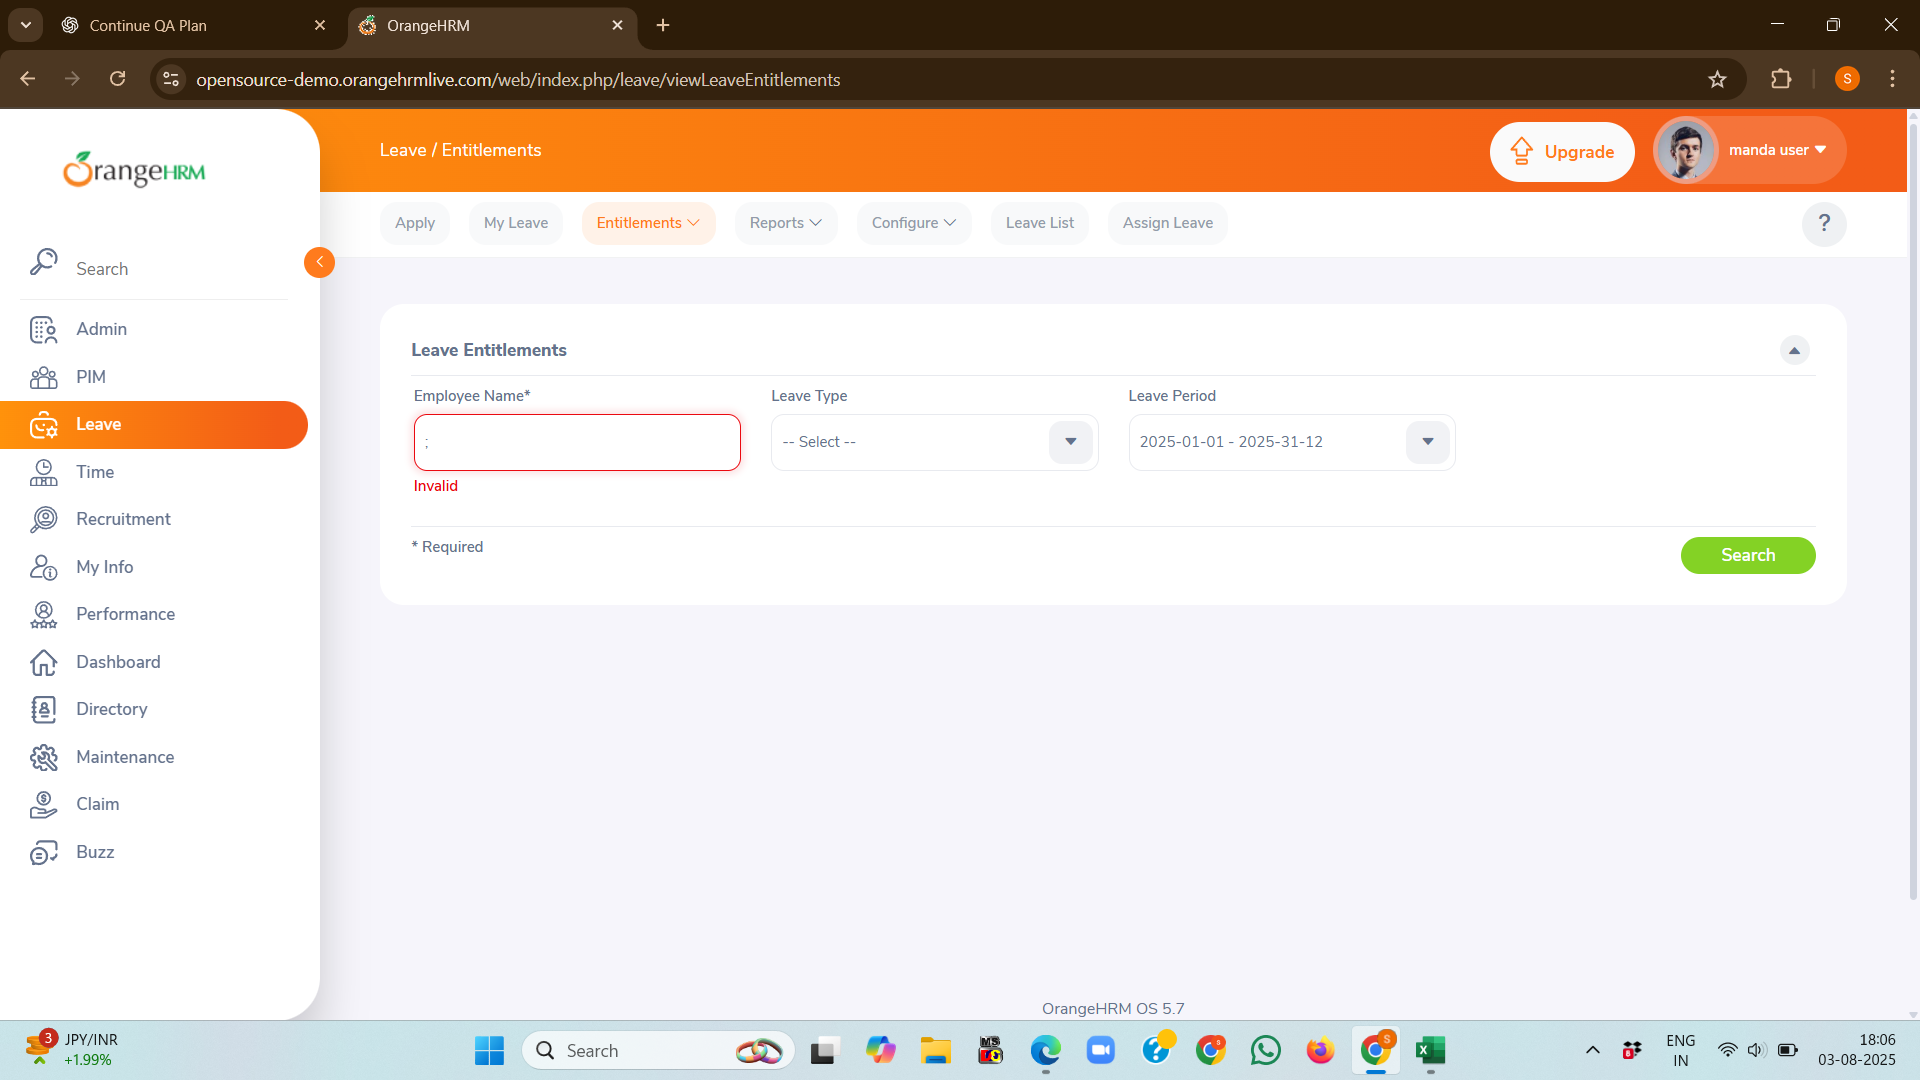 Continue QA Plan
OrangeHRM
opensource-demo.orangehrmlive.com/web/index.php/leave/viewLeaveEntitlements
S
OrangeHRM
Leave / Entitlements
Upgrade
manda user
Apply
My Leave
Entitlements
Reports
Configure
Leave List
Assign Leave
?
Search
Admin
PIM
Leave
Time
Recruitment
My Info
Performance
Dashboard
Directory
Maintenance
Claim
Buzz
Leave Entitlements
Employee Name*
Leave Type
Leave Period
;
-- Select --
2025-01-01 - 2025-31-12
Invalid
* Required
Search
OrangeHRM OS 5.7
3
JPY/INR
+1.99%
Search
ENG
IN
18:06
03-08-2025